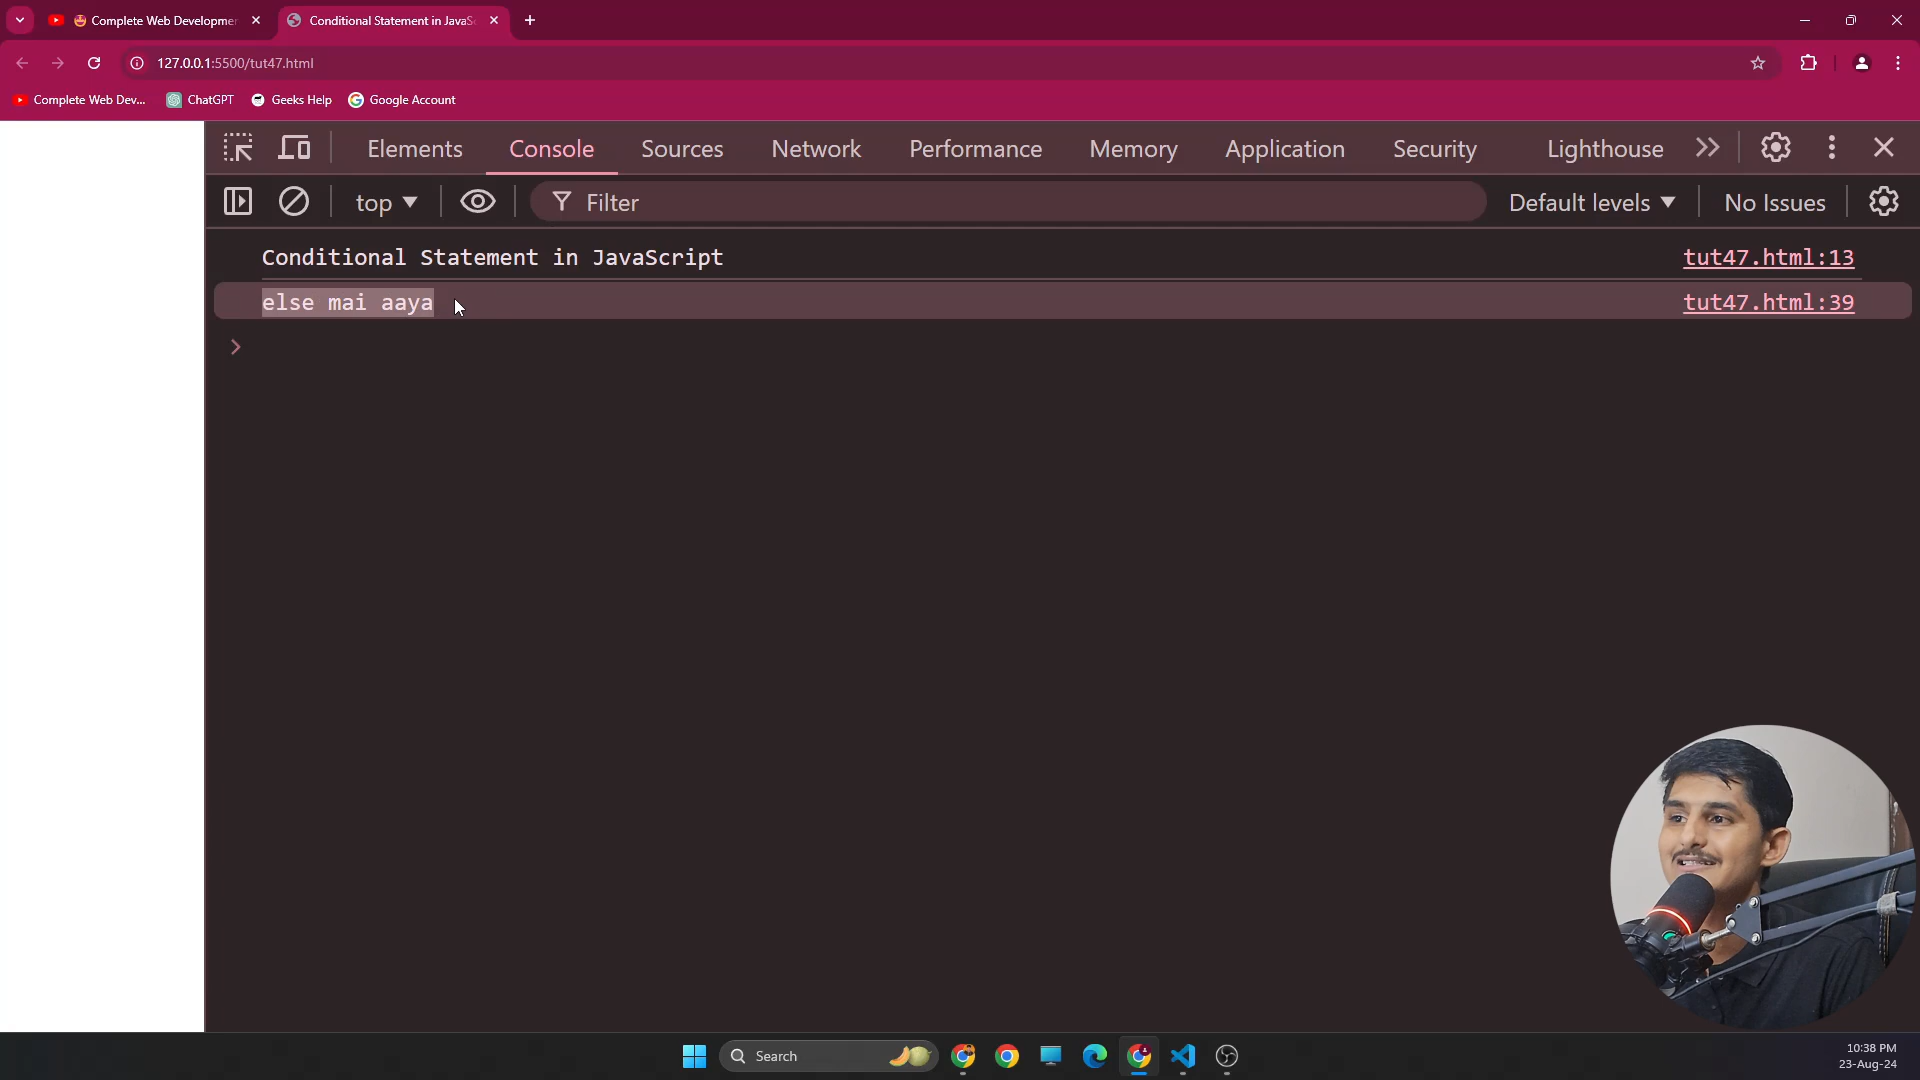 Complete Web Developmen
Conditional Statement in JavaSc
127.0.0.1:5500/tut47.html
Complete Web Dev...
ChatGPT
Geeks Help
Google Account
Elements
Console
Sources
Network
Performance
Memory
Application
Security
Lighthouse
top
Filter
Default levels
No Issues
Conditional Statement in JavaScript
tut47.html:13
else mai aaya
tut47.html:39
Search
10:38 PM
23-Aug-24